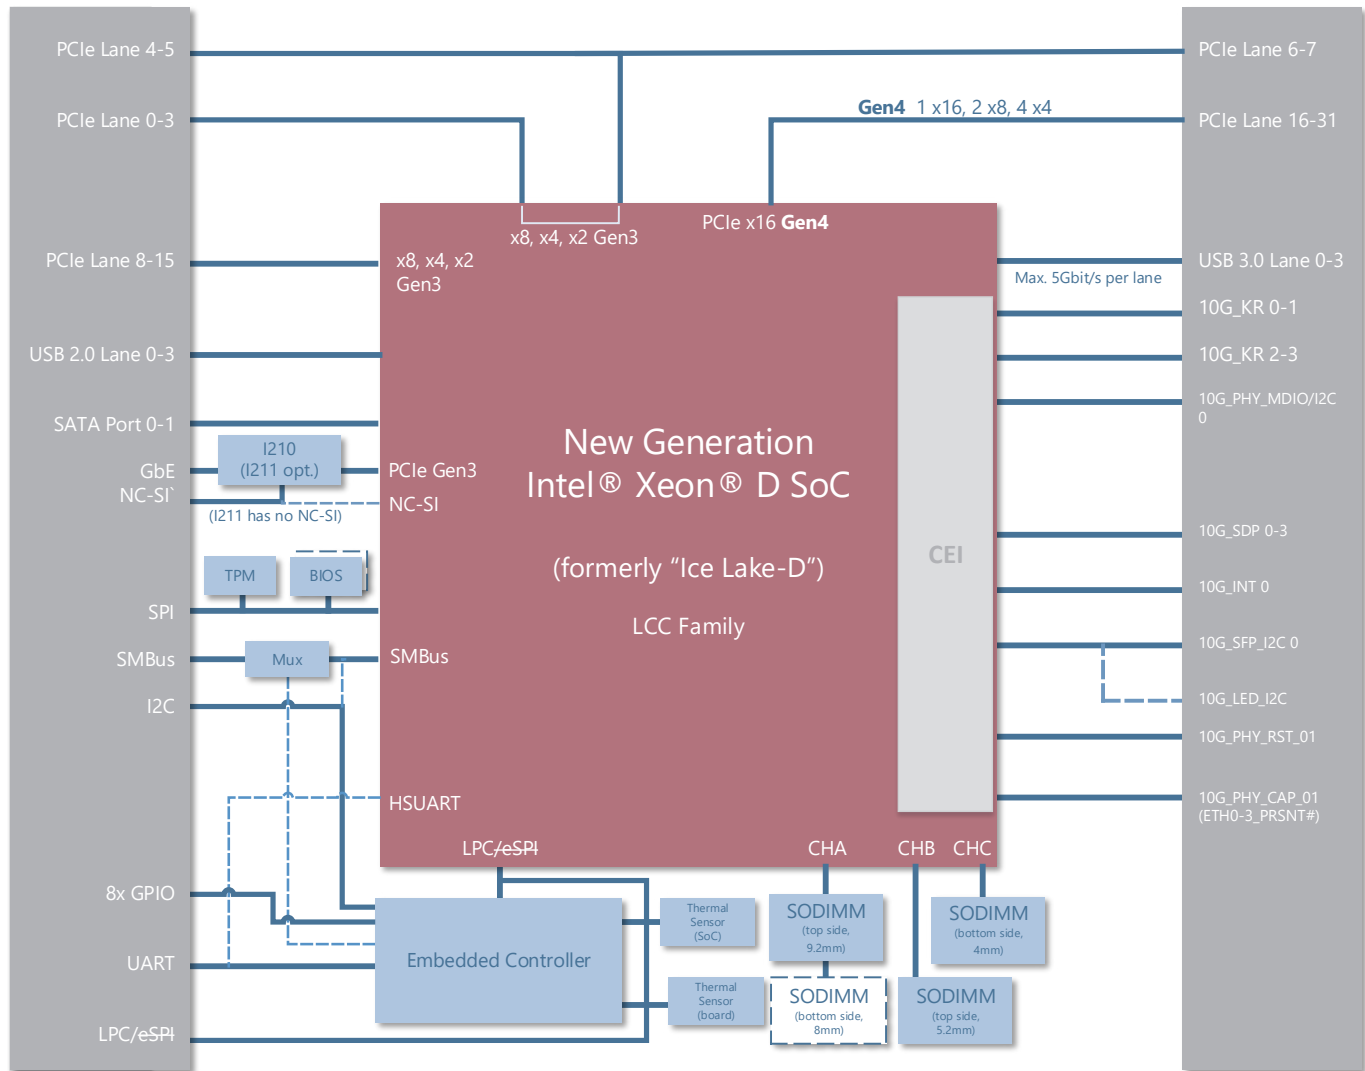 PCIe Lane 4-5
PCIe Lane 6-7
Gen4 1 x16, 2 x8, 4 x4
PCIe Lane 0-3
PCIe Lane 16-31
PCIe x16 Gen4
x8, x4, x2 Gen3
PCIe Lane 8-15
x8, x4, x2
Gen3
USB 3.0 Lane 0-3
Max. 5Gbit/s per lane
10G_KR 0-1
USB 2.0 Lane 0-3
10G_KR 2-3
10G_PHY_MDIO/I2C
0
SATA Port 0-1
I210
(I211 opt.)
GbE
PCIe Gen3
NC-SI`
NC-SI
(I211 has no NC-SI)
New Generation
Intel® Xeon® D SoC
(formerly “Ice Lake-D”)
LCC Family
CEI
10G_SDP 0-3
TPM
BIOS
10G_INT 0
SPI
SMBus
Mux
SMBus
10G_SFP_I2C 0
I2C
10G_LED_I2C
10G_PHY_RST_01
HSUART
10G_PHY_CAP_01
(ETH0-3_PRSNT#)
LPC/eSPI
CHA
CHB
CHC
8x GPIO
Thermal
Sensor
(SoC)
SODIMM
(top side,
9.2mm)
SODIMM
(bottom side,
4mm)
UART
Embedded Controller
Thermal
Sensor
(board)
SODIMM
(bottom side,
8mm)
SODIMM
(top side,
5.2mm)
LPC/eSPI